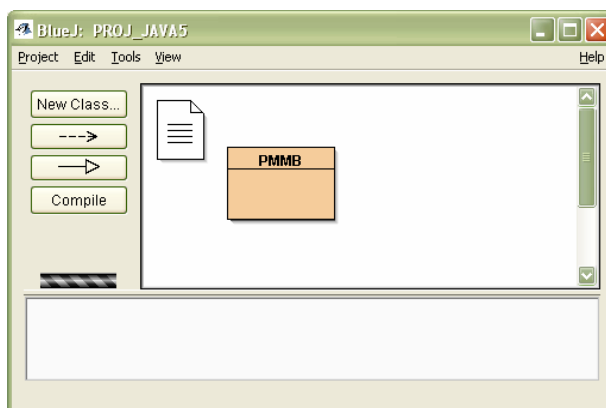 BlueJ: PROJ_JAVA5
Project Edit Tools View Help
New Class...
PMMB
Compile